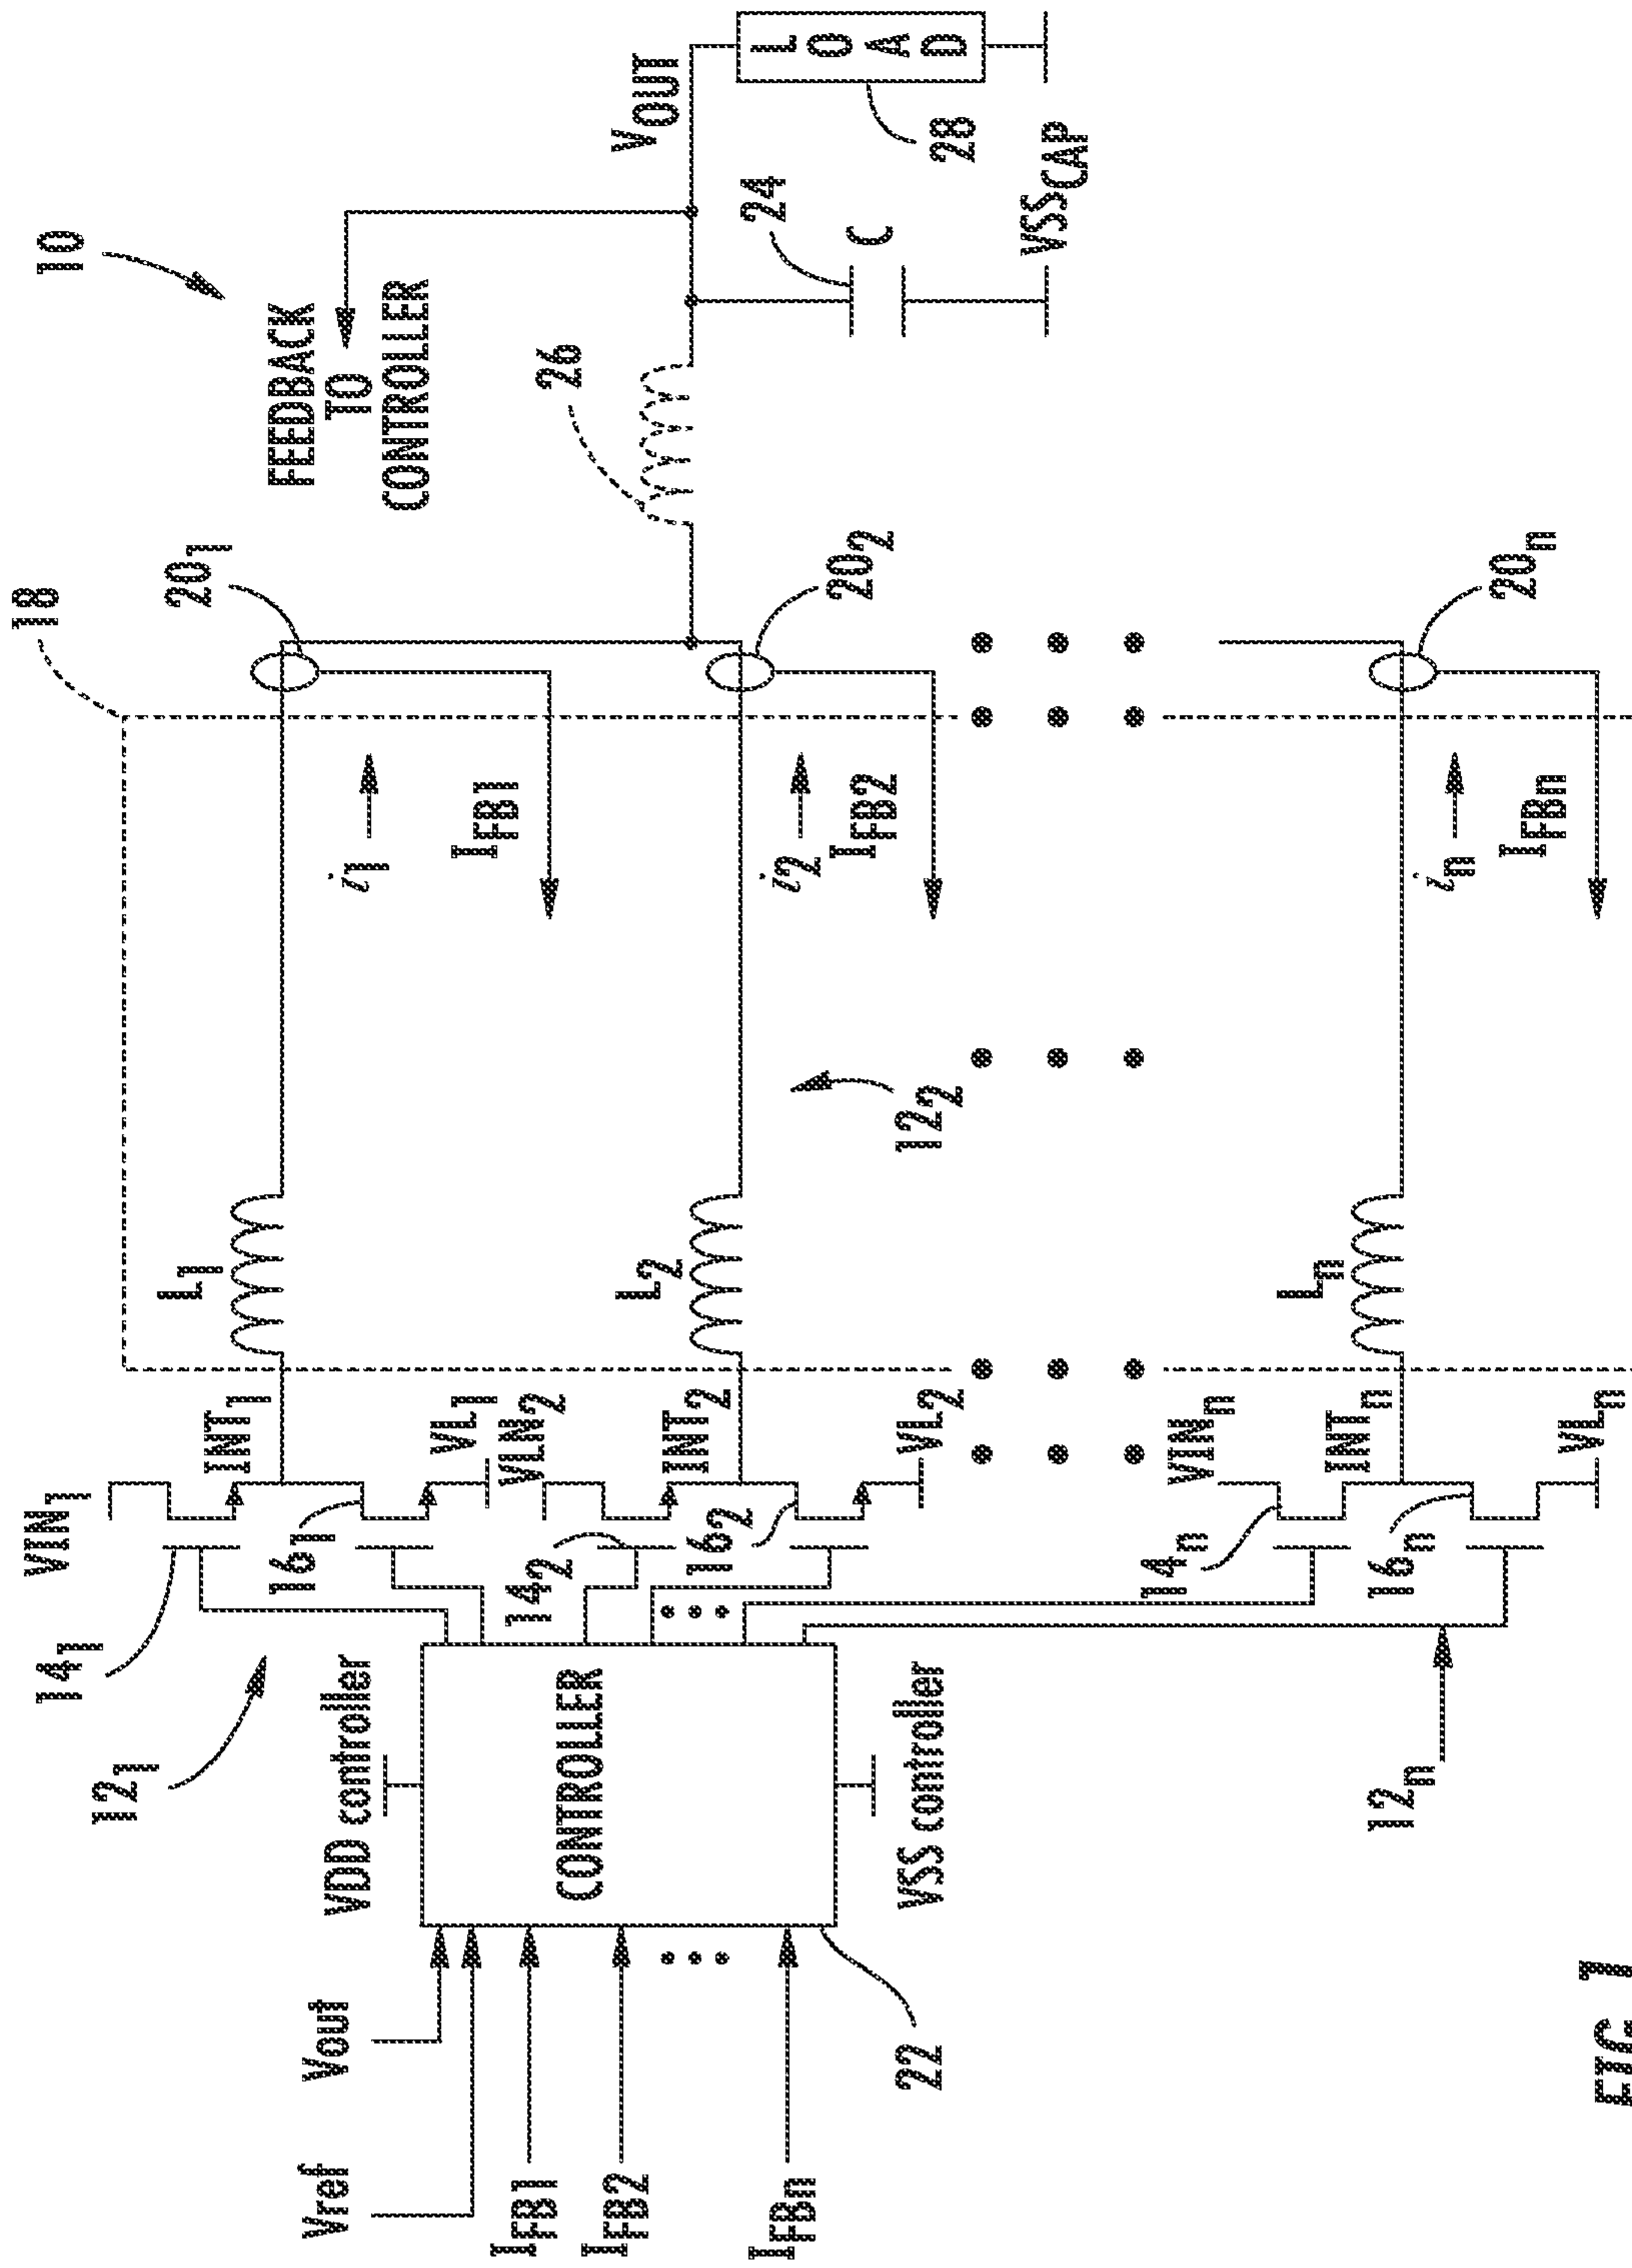 10
18
FEEDBACK
TO
CONTROLLER
VOUT
LOAD
28
24
C
VSSCAP
26
201
202
20n
i1
IFB1
i2
IFB2
in
IFBn
L1
L2
Ln
122
VIN1
INT1
VL1
141
161
121
VLN2
INT2
VL2
142
162
VINn
INTn
VLn
14n
16n
12n
VDD controller
CONTROLLER
VSS controller
22
Vout
Vref
IFB1
IFB2
IFBn
FIG 1